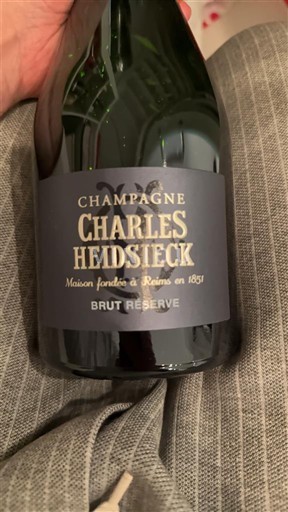 CHAMPAGNE
CHARLES
HEIDSIECK
Maison fondée à Reims en 1851
BRUT RÉSERVE